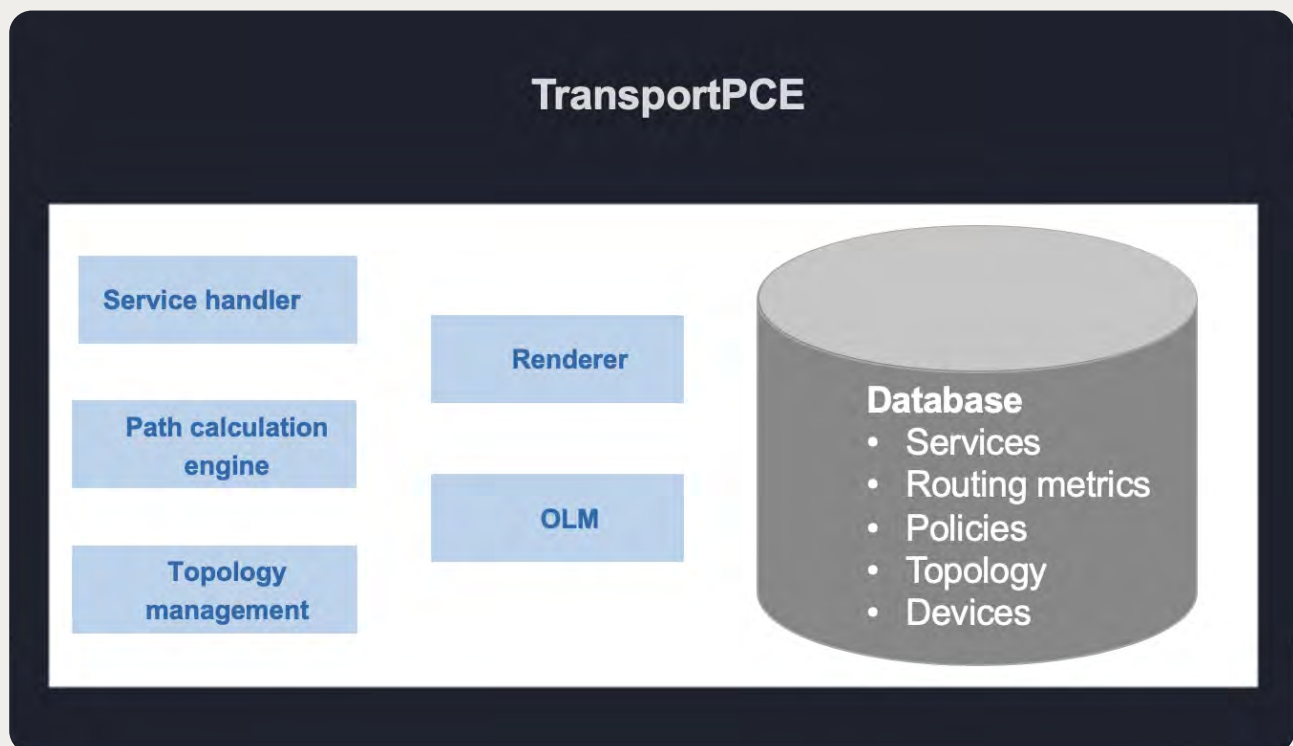 TransportPCE
Service handler
Path calculation
engine
Topology
management
Renderer
OLM
Database
• Services
• Routing metrics
• Policies
• Topology
• Devices